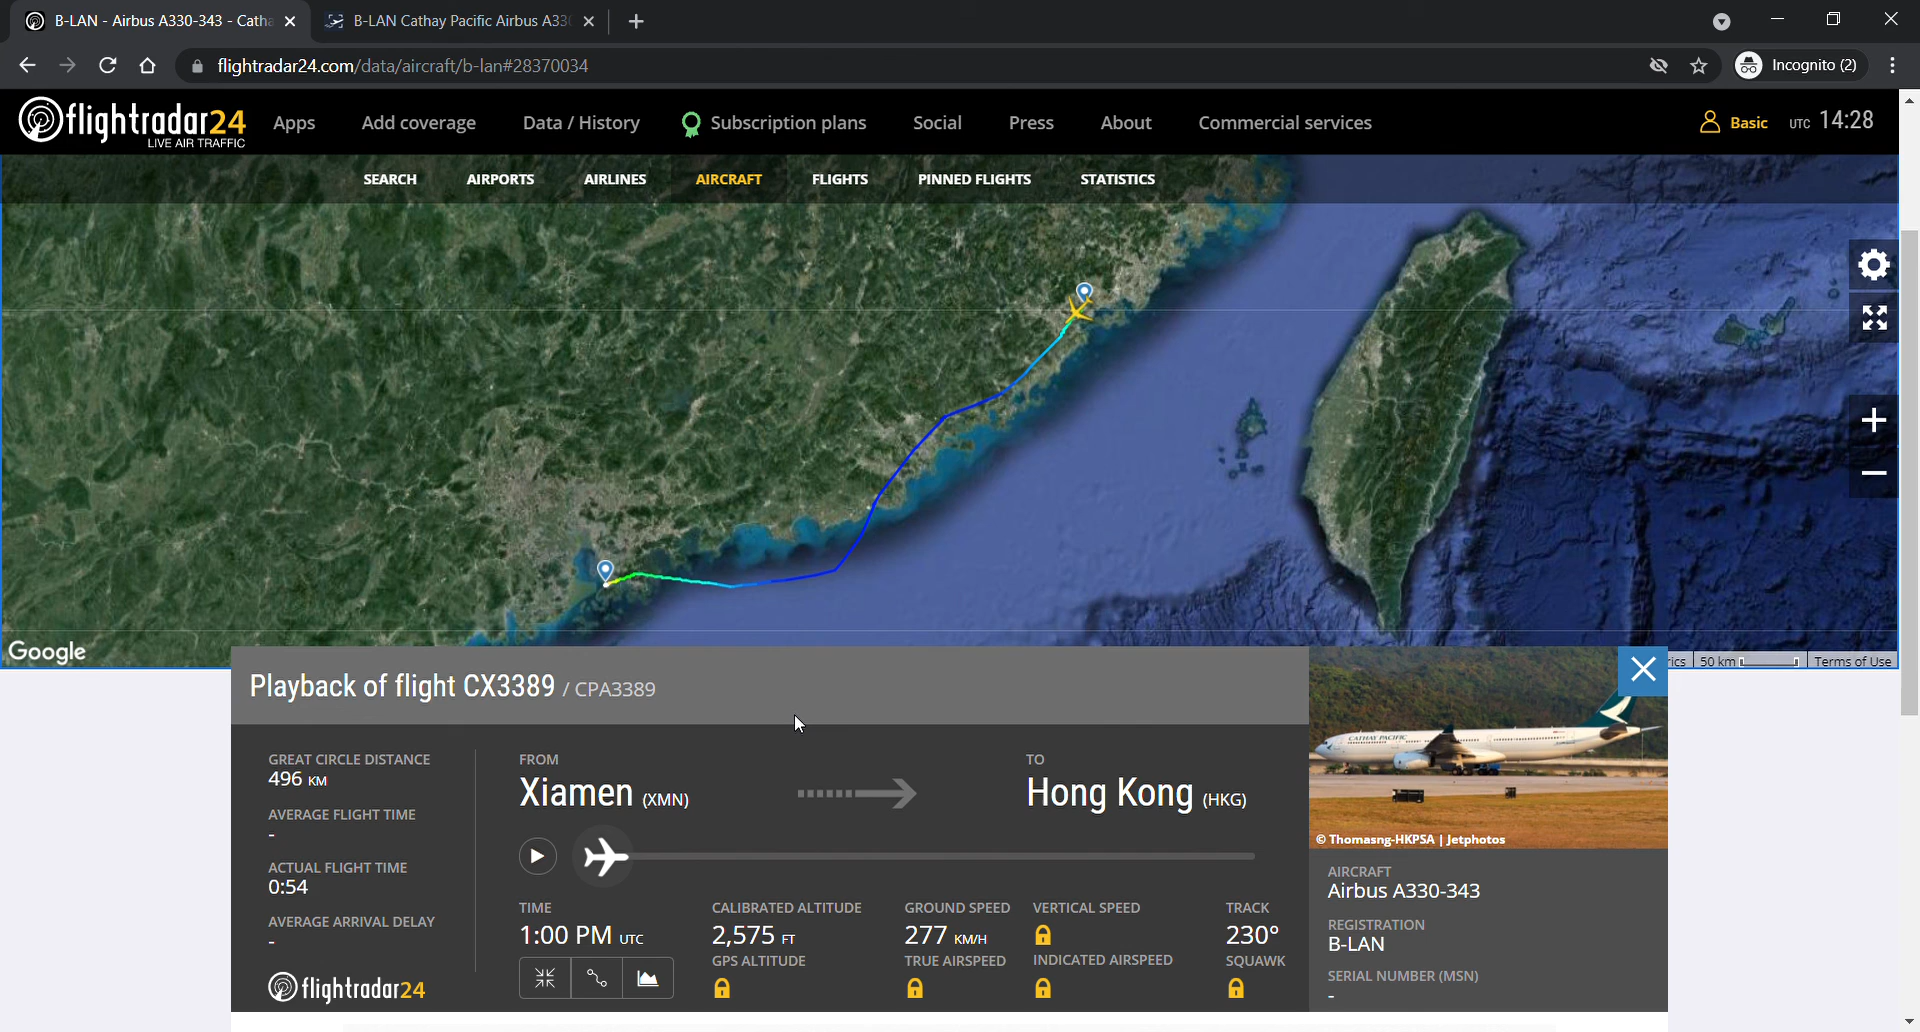 B-LAN - Airbus A330-343 - Catha
B-LAN Cathay Pacific Airbus A33
flightradar24.com/data/aircraft/b-lan#28370034
Incognito (2)
flightradar24
LIVE AIR TRAFFIC
Apps
Add coverage
Data / History
Subscription plans
Social
Press
About
Commercial services
Basic
UTC 14:28
SEARCH
AIRPORTS
AIRLINES
AIRCRAFT
FLIGHTS
PINNED FLIGHTS
STATISTICS
Google
rics
50 km
Terms of Use
Playback of flight CX3389 / CPA3389
GREAT CIRCLE DISTANCE
496 KM
AVERAGE FLIGHT TIME
-
ACTUAL FLIGHT TIME
0:54
AVERAGE ARRIVAL DELAY
-
flightradar24
FROM
Xiamen (XMN)
TO
Hong Kong (HKG)
TIME
1:00 PM UTC
CALIBRATED ALTITUDE
2,575 FT
GPS ALTITUDE
GROUND SPEED
277 KM/H
TRUE AIRSPEED
VERTICAL SPEED
INDICATED AIRSPEED
TRACK
230°
SQUAWK
CATHAY PACIFIC
© Thomasng-HKPSA | Jetphotos
AIRCRAFT
Airbus A330-343
REGISTRATION
B-LAN
SERIAL NUMBER (MSN)
-